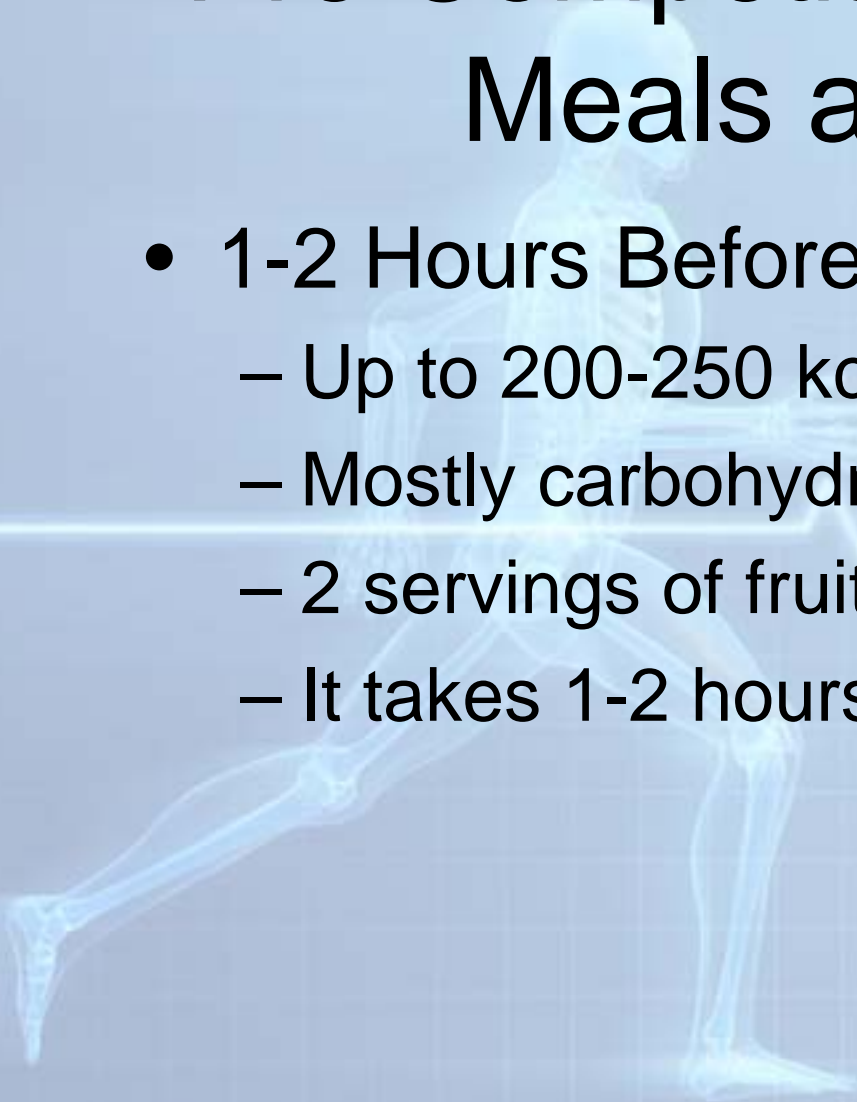 Meals a
• 1-2 Hours Before
– Up to 200-250 kc
– Mostly carbohydr
– 2 servings of fruit
– It takes 1-2 hours